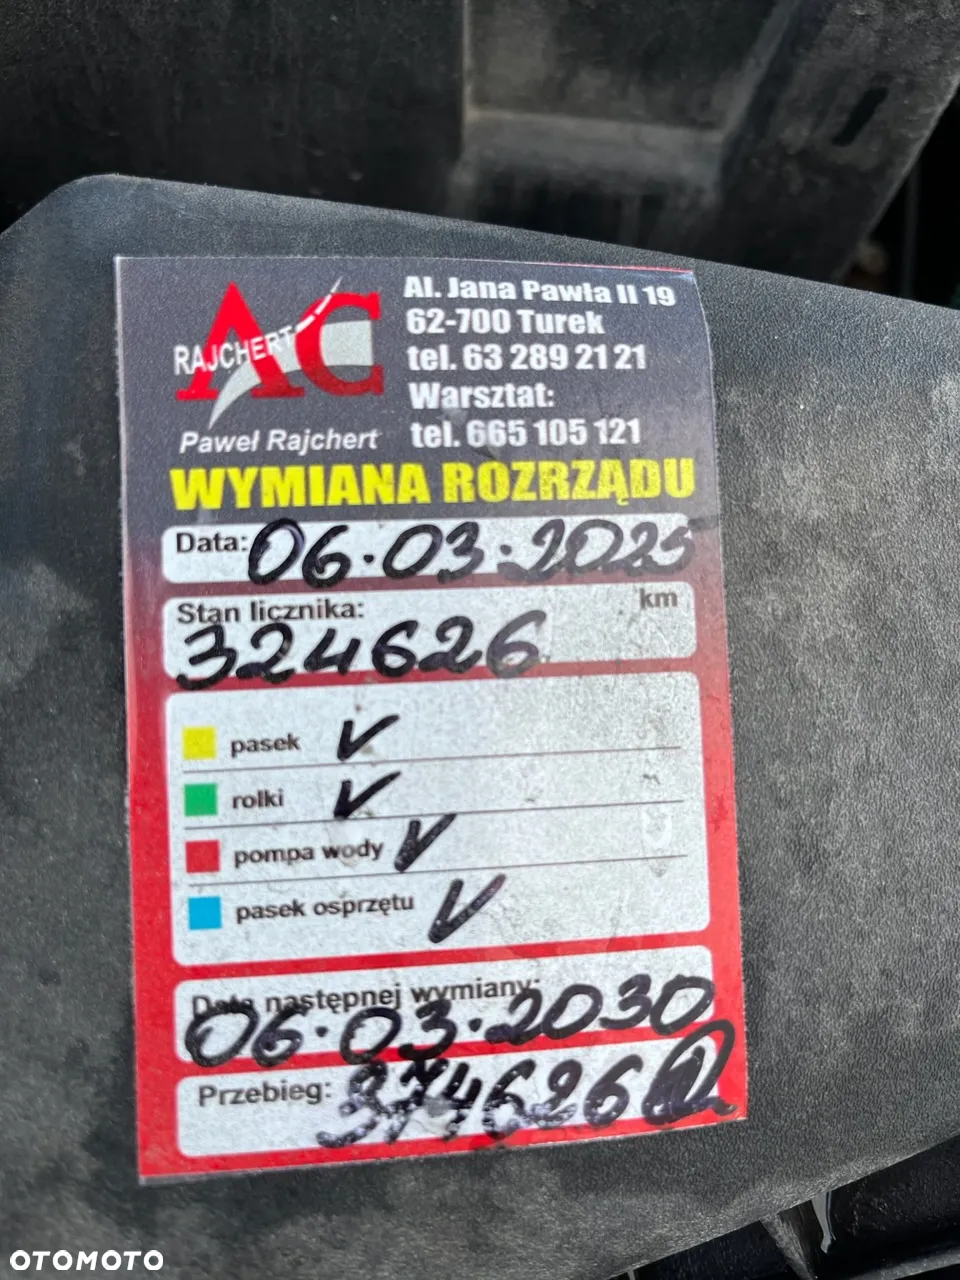 RAJCHERT AC
Paweł Rajchert
Al. Jana Pawła II 19
62-700 Turek
tel. 63 289 21 21
Warsztat:
tel. 665 105 121
WYMIANA ROZRZĄDU
Data: 06.03.2025
Stan licznika: km
324626
pasek ✓
rolki ✓
pompa wody ✓
pasek osprzętu ✓
Data następnej wymiany:
06.03.2030
Przebieg: 374626
OTOMOTO